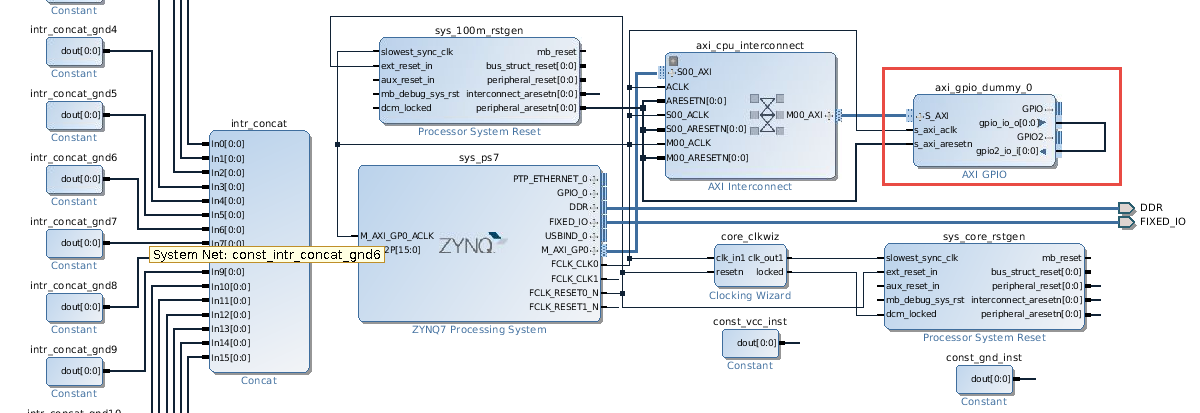 Constant
intr_concat_gnd4
dout[0:0]
Constant
intr_concat_gnd5
dout[0:0]
Constant
intr_concat_gnd6
dout[0:0]
Constant
intr_concat_gnd7
dout[0:0]
Constant
intr_concat_gnd8
dout[0:0]
Constant
intr_concat_gnd9
dout[0:0]
Constant
intr_concat_gnd10
intr_concat
In0[0:0]
In1[0:0]
In2[0:0]
In3[0:0]
In4[0:0]
In5[0:0]
In6[0:0]
In7[0:0]
System Net: const_intr_concat_gnd6
In9[0:0]
In10[0:0]
In11[0:0]
In12[0:0]
In13[0:0]
In14[0:0]
In15[0:0]
Concat
sys_100m_rstgen
slowest_sync_clk
ext_reset_in
aux_reset_in
mb_debug_sys_rst
dcm_locked
mb_reset
bus_struct_reset[0:0]
peripheral_reset[0:0]
interconnect_aresetn[0:0]
peripheral_aresetn[0:0]
Processor System Reset
sys_ps7
M_AXI_GP0_ACLK
2P[15:0]
ZYNQ
PTP_ETHERNET_0
GPIO_0
DDR
FIXED_IO
USBIND_0
M_AXI_GP0
FCLK_CLK0
FCLK_CLK1
FCLK_RESET0_N
FCLK_RESET1_N
ZYNQ7 Processing System
axi_cpu_interconnect
S00_AXI
ACLK
ARESETN[0:0]
S00_ACLK
S00_ARESETN[0:0]
M00_ACLK
M00_ARESETN[0:0]
M00_AXI
AXI Interconnect
axi_gpio_dummy_0
S_AXI
s_axi_aclk
s_axi_aresetn
GPIO
gpio_io_o[0:0]
GPIO2
gpio2_io_i[0:0]
AXI GPIO
DDR
FIXED_IO
core_clkwiz
clk_in1
resetn
clk_out1
locked
Clocking Wizard
const_vcc_inst
dout[0:0]
Constant
sys_core_rstgen
slowest_sync_clk
ext_reset_in
aux_reset_in
mb_debug_sys_rst
dcm_locked
mb_reset
bus_struct_reset[0:0]
peripheral_reset[0:0]
interconnect_aresetn[0:0]
peripheral_aresetn[0:0]
Processor System Reset
const_gnd_inst
dout[0:0]
Constant